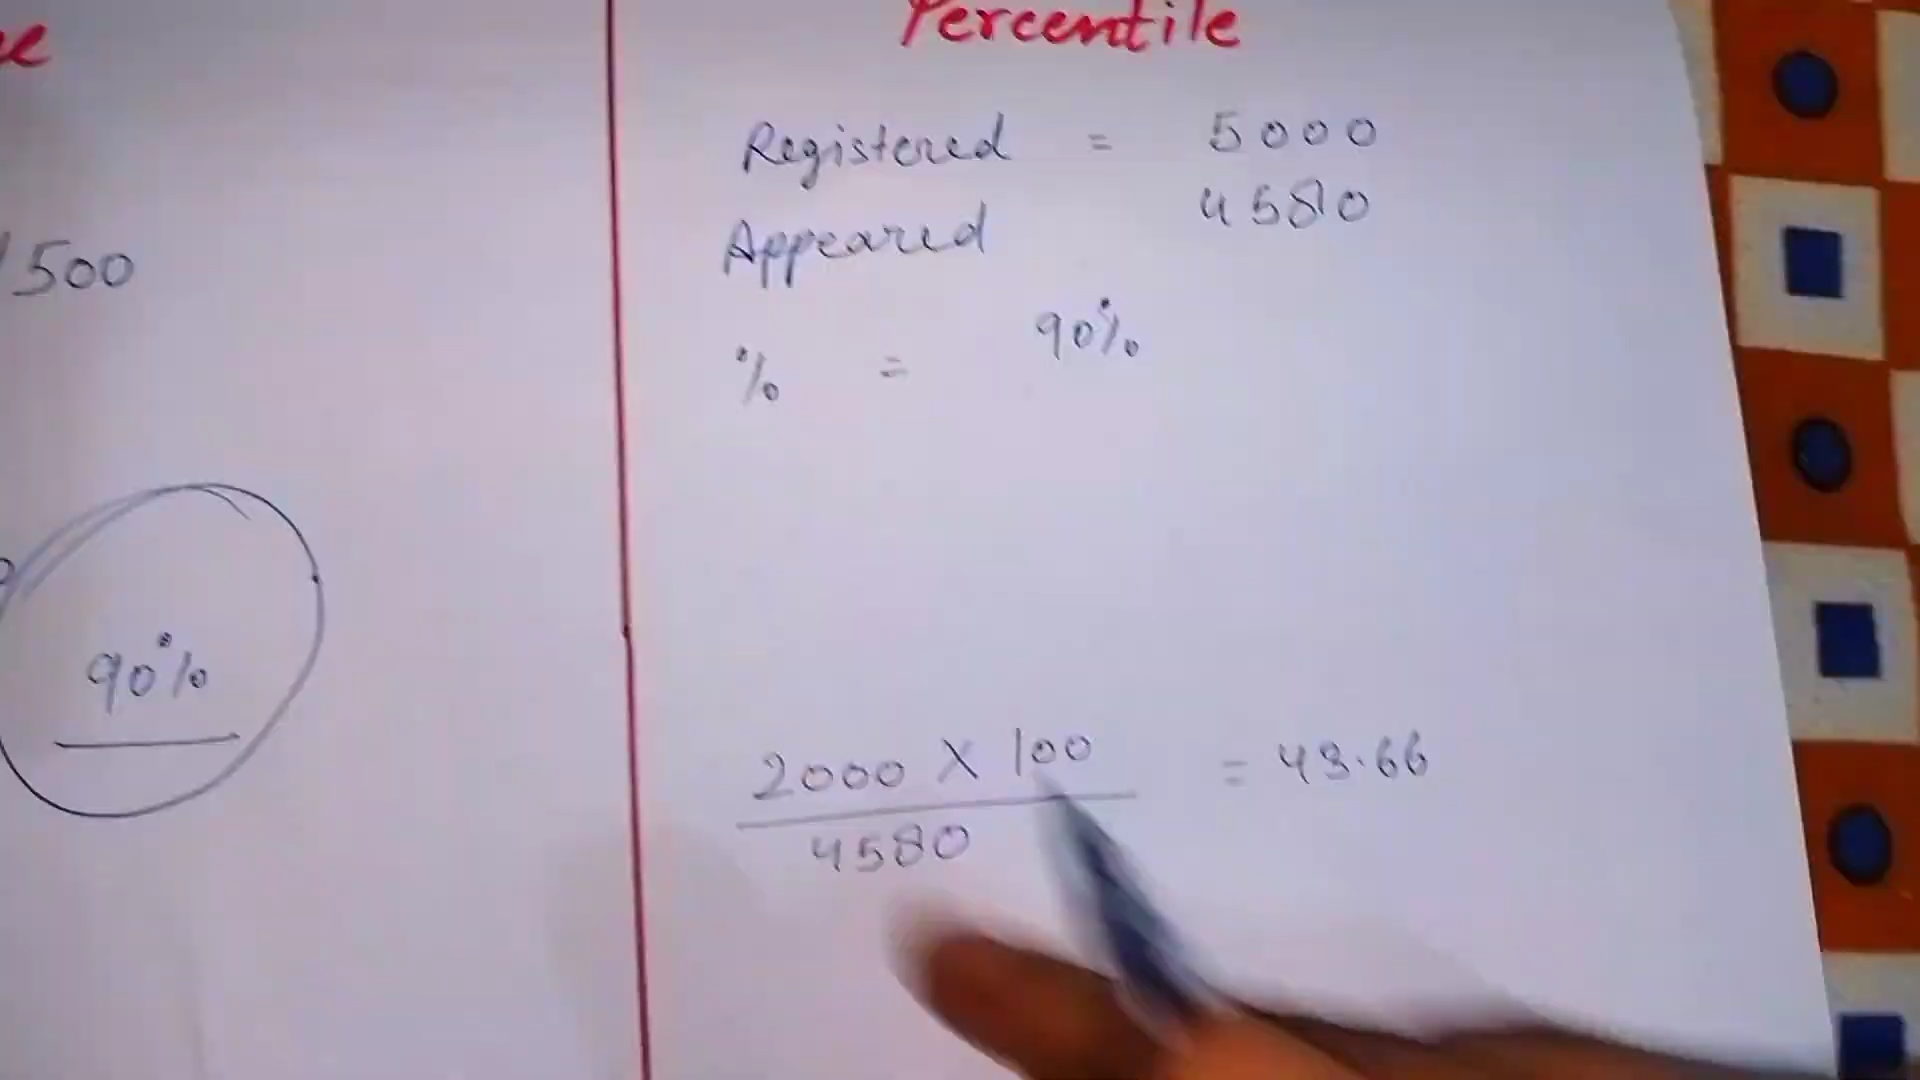 Percentile
/500
90%
Registered = 5000
Appeared 4580
% = 90%
2000 X 100 = 43.66
4580